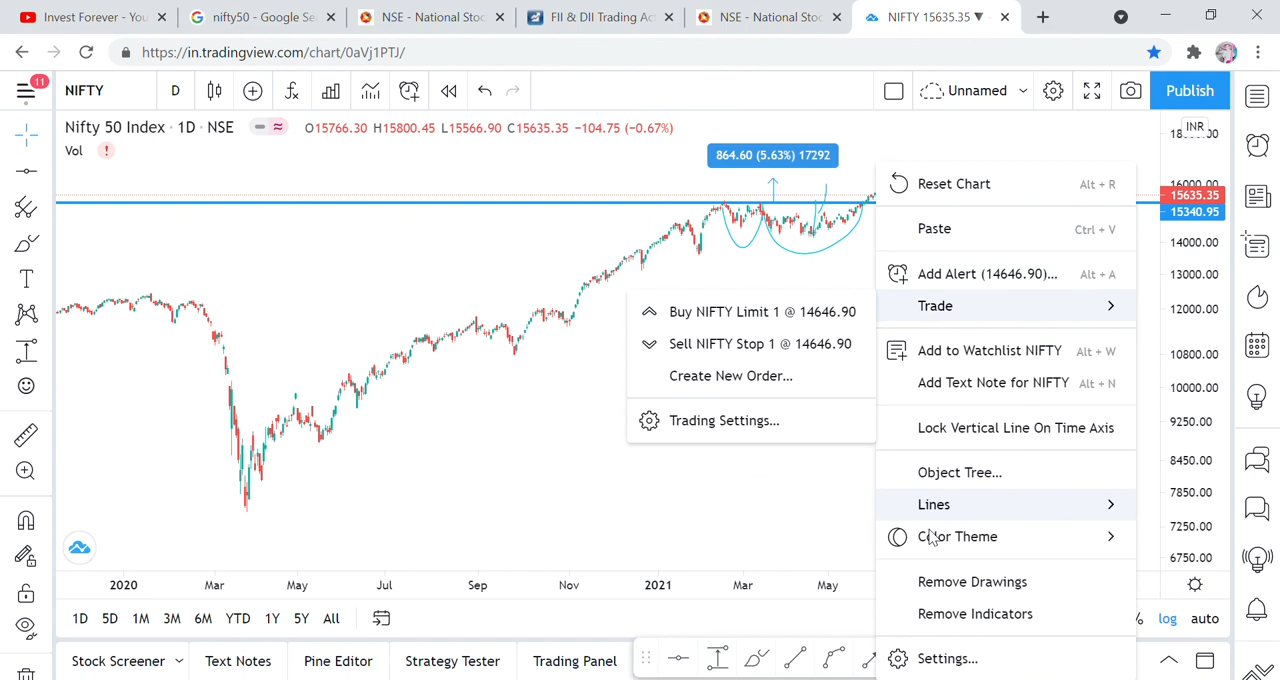 Invest Forever - You
nifty50 - Google Se
NSE - National Stoc
FII & DII Trading Ac
NSE - National Stoc
NIFTY 15635.35 ▼
https://in.tradingview.com/chart/0aVj1PTJ/
11
NIFTY
D
Unnamed
Publish
Nifty 50 Index · 1D · NSE
O15766.30 H15800.45 L15566.90 C15635.35 −104.75 (−0.67%)
INR
Vol
864.60 (5.63%) 17292
16000.00
15635.35
15340.95
14000.00
13000.00
12000.00
10800.00
10000.00
9250.00
8450.00
7850.00
7250.00
6750.00
Reset Chart Alt + R
Paste Ctrl + V
Add Alert (14646.90)... Alt + A
Trade
Add to Watchlist NIFTY Alt + W
Add Text Note for NIFTY Alt + N
Lock Vertical Line On Time Axis
Object Tree...
Lines
Color Theme
Remove Drawings
Remove Indicators
Settings...
Buy NIFTY Limit 1 @ 14646.90
Sell NIFTY Stop 1 @ 14646.90
Create New Order...
Trading Settings...
2020 Mar May Jul Sep Nov 2021 Mar May
1D 5D 1M 3M 6M YTD 1Y 5Y All
% log auto
Stock Screener Text Notes Pine Editor Strategy Tester Trading Panel